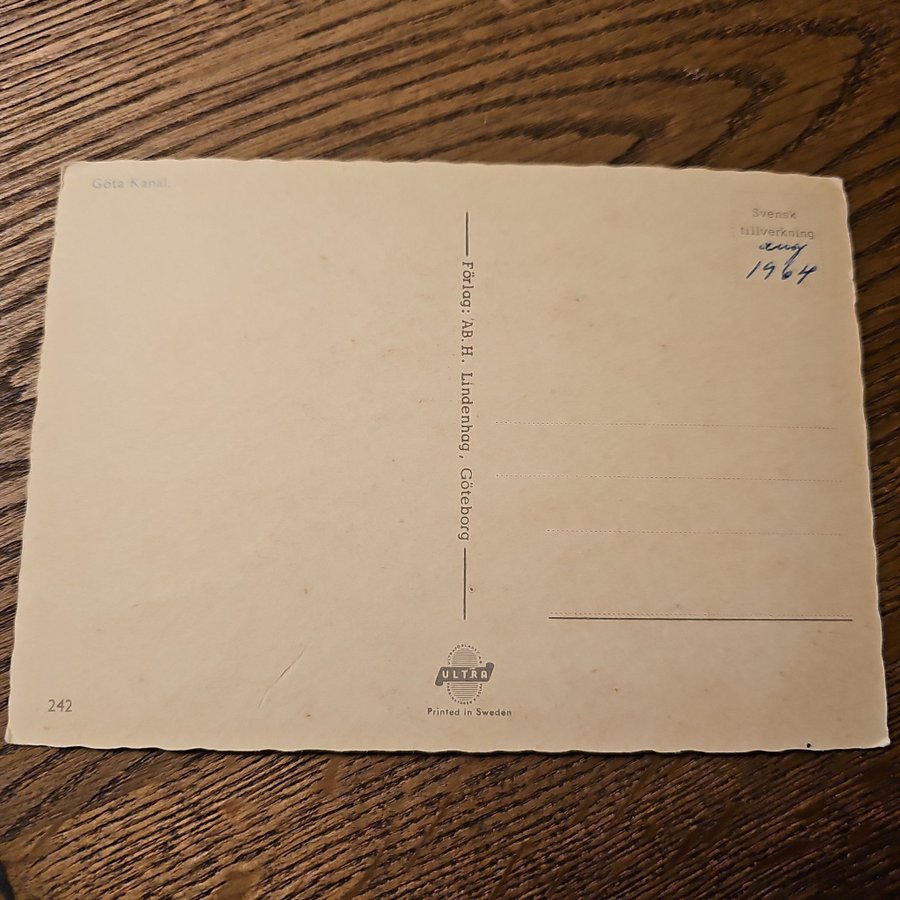 Göta Kanal.
Svensk
tillverkning
aug
1964
Förlag: AB. H. Lindenhag, Göteborg
ULTRA
Printed in Sweden
242